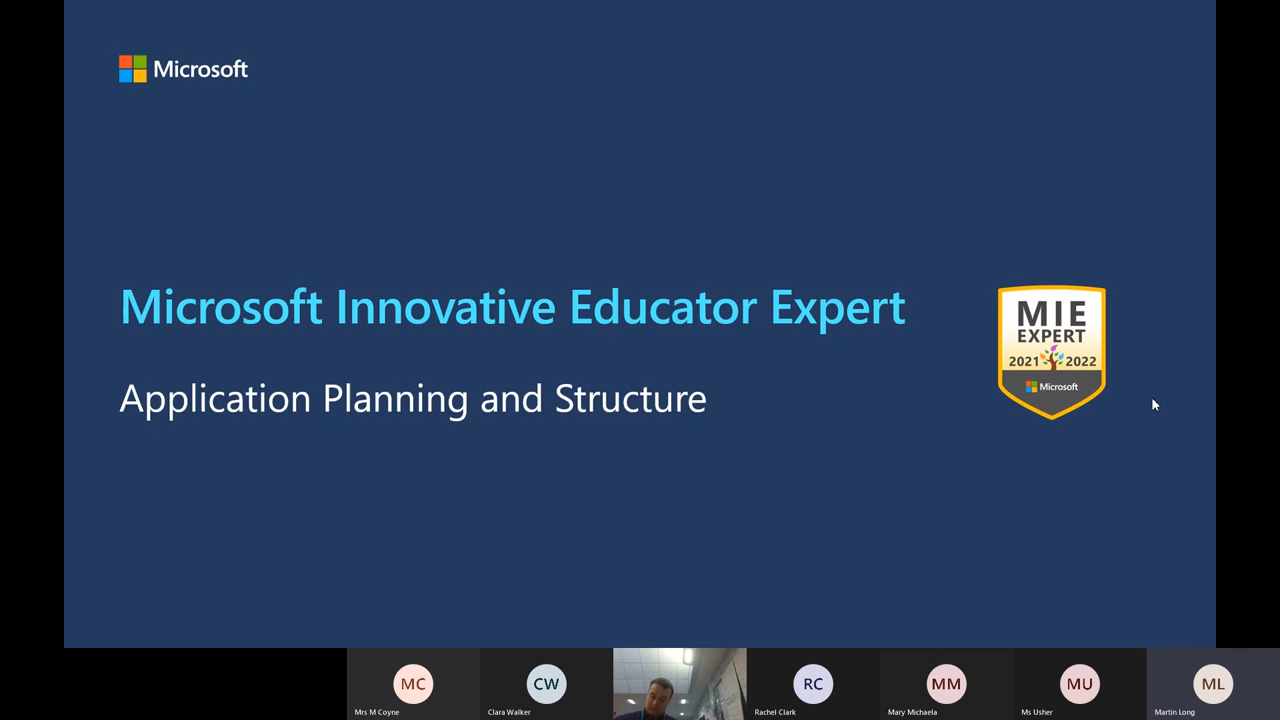 Microsoft
Microsoft Innovative Educator Expert
Application Planning and Structure
MIE
EXPERT
2021 2022
Microsoft
MC
CW
RC
MM
MU
ML
Mrs M Coyne
Clara Walker
Rachel Clark
Mary Michaela
Ms Usher
Martin Long